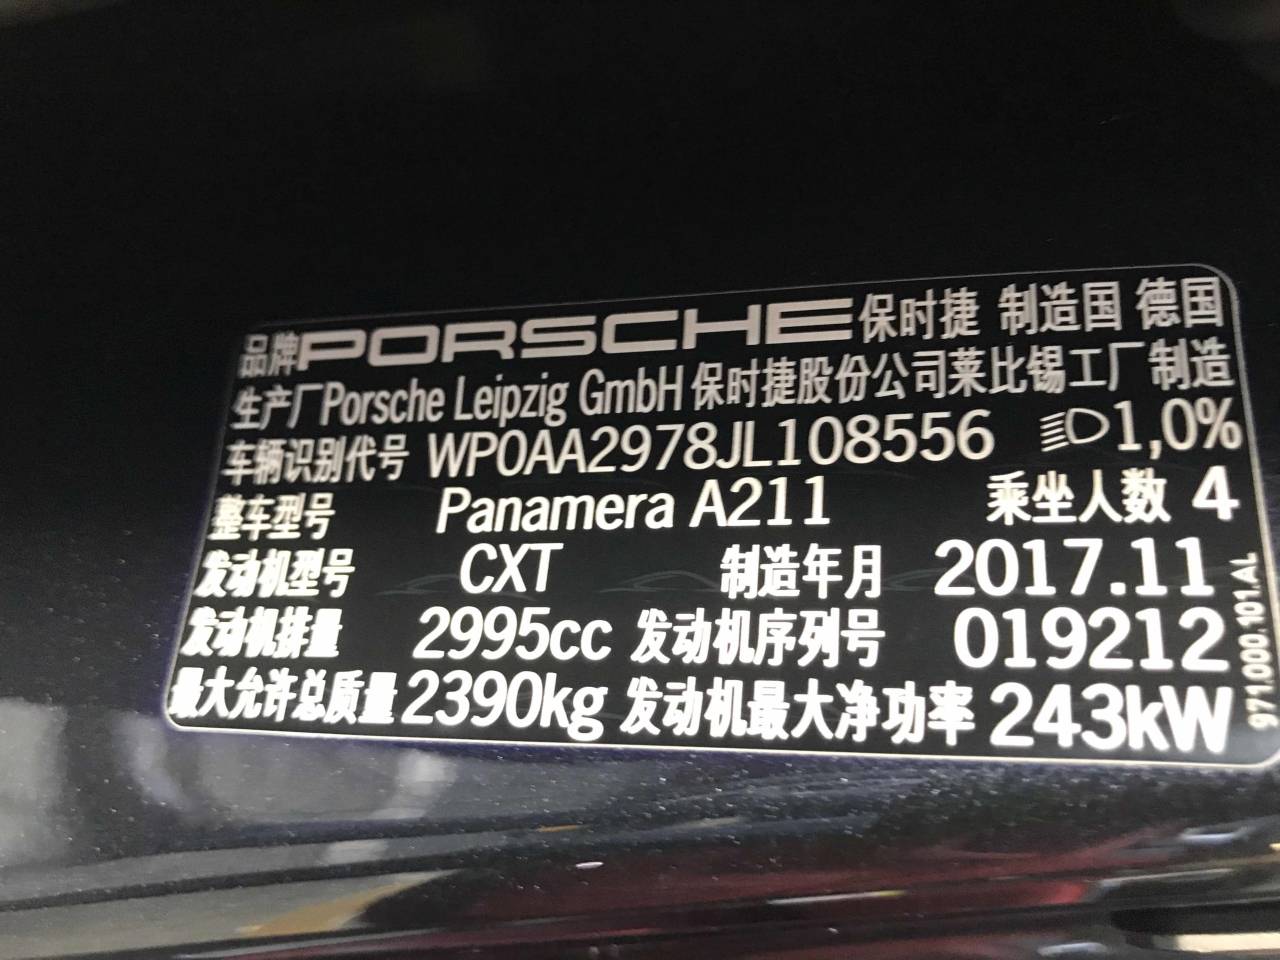 品牌PORSCHE保时捷 制造国 德国
生产厂Porsche Leipzig GmbH保时捷股份公司莱比锡工厂制造
车辆识别代号 WP0AA2978JL108556 1,0%
整车型号 Panamera A211 乘坐人数 4
发动机型号 CXT 制造年月 2017.11
发动机排量 2995cc 发动机序列号 019212
最大允许总质量 2390kg 发动机最大净功率 243kW
971.000.101.AL